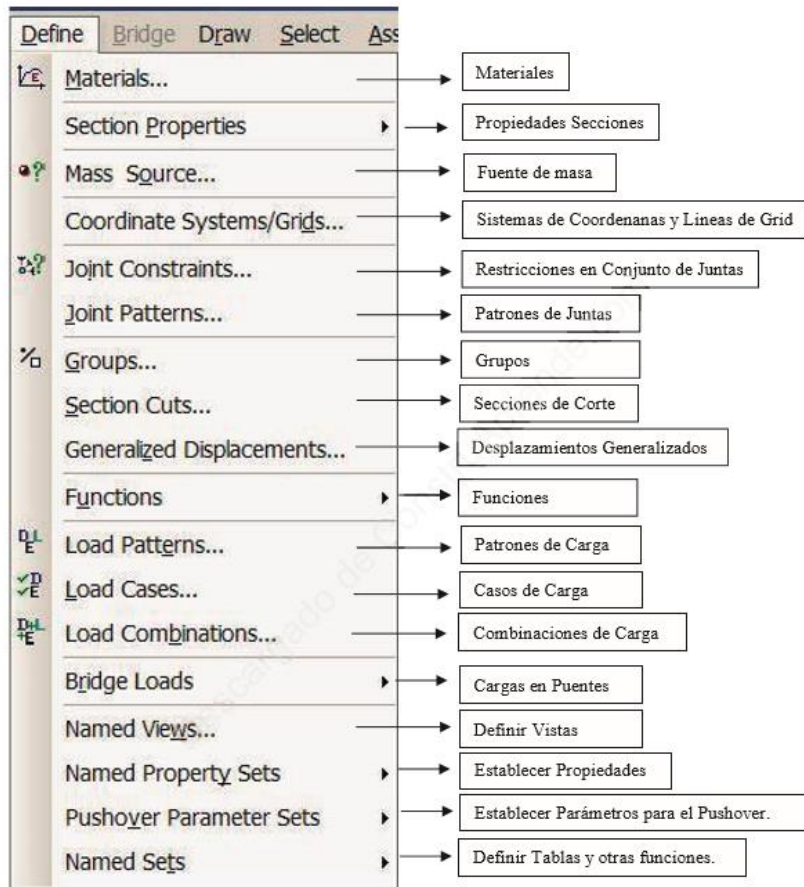 Define Bridge Draw Select Ass
Materials... Materiales
Section Properties Propiedades Secciones
Mass Source... Fuente de masa
Coordinate Systems/Grids... Sistemas de Coordenanas y Lineas de Grid
Joint Constraints... Restricciones en Conjunto de Juntas
Joint Patterns... Patrones de Juntas
Groups... Grupos
Section Cuts... Secciones de Corte
Generalized Displacements... Desplazamientos Generalizados
Functions Funciones
Load Patterns... Patrones de Carga
Load Cases... Casos de Carga
Load Combinations... Combinaciones de Carga
Bridge Loads Cargas en Puentes
Named Views... Definir Vistas
Named Property Sets Establecer Propiedades
Pushover Parameter Sets Establecer Parámetros para el Pushover.
Named Sets Definir Tablas y otras funciones.